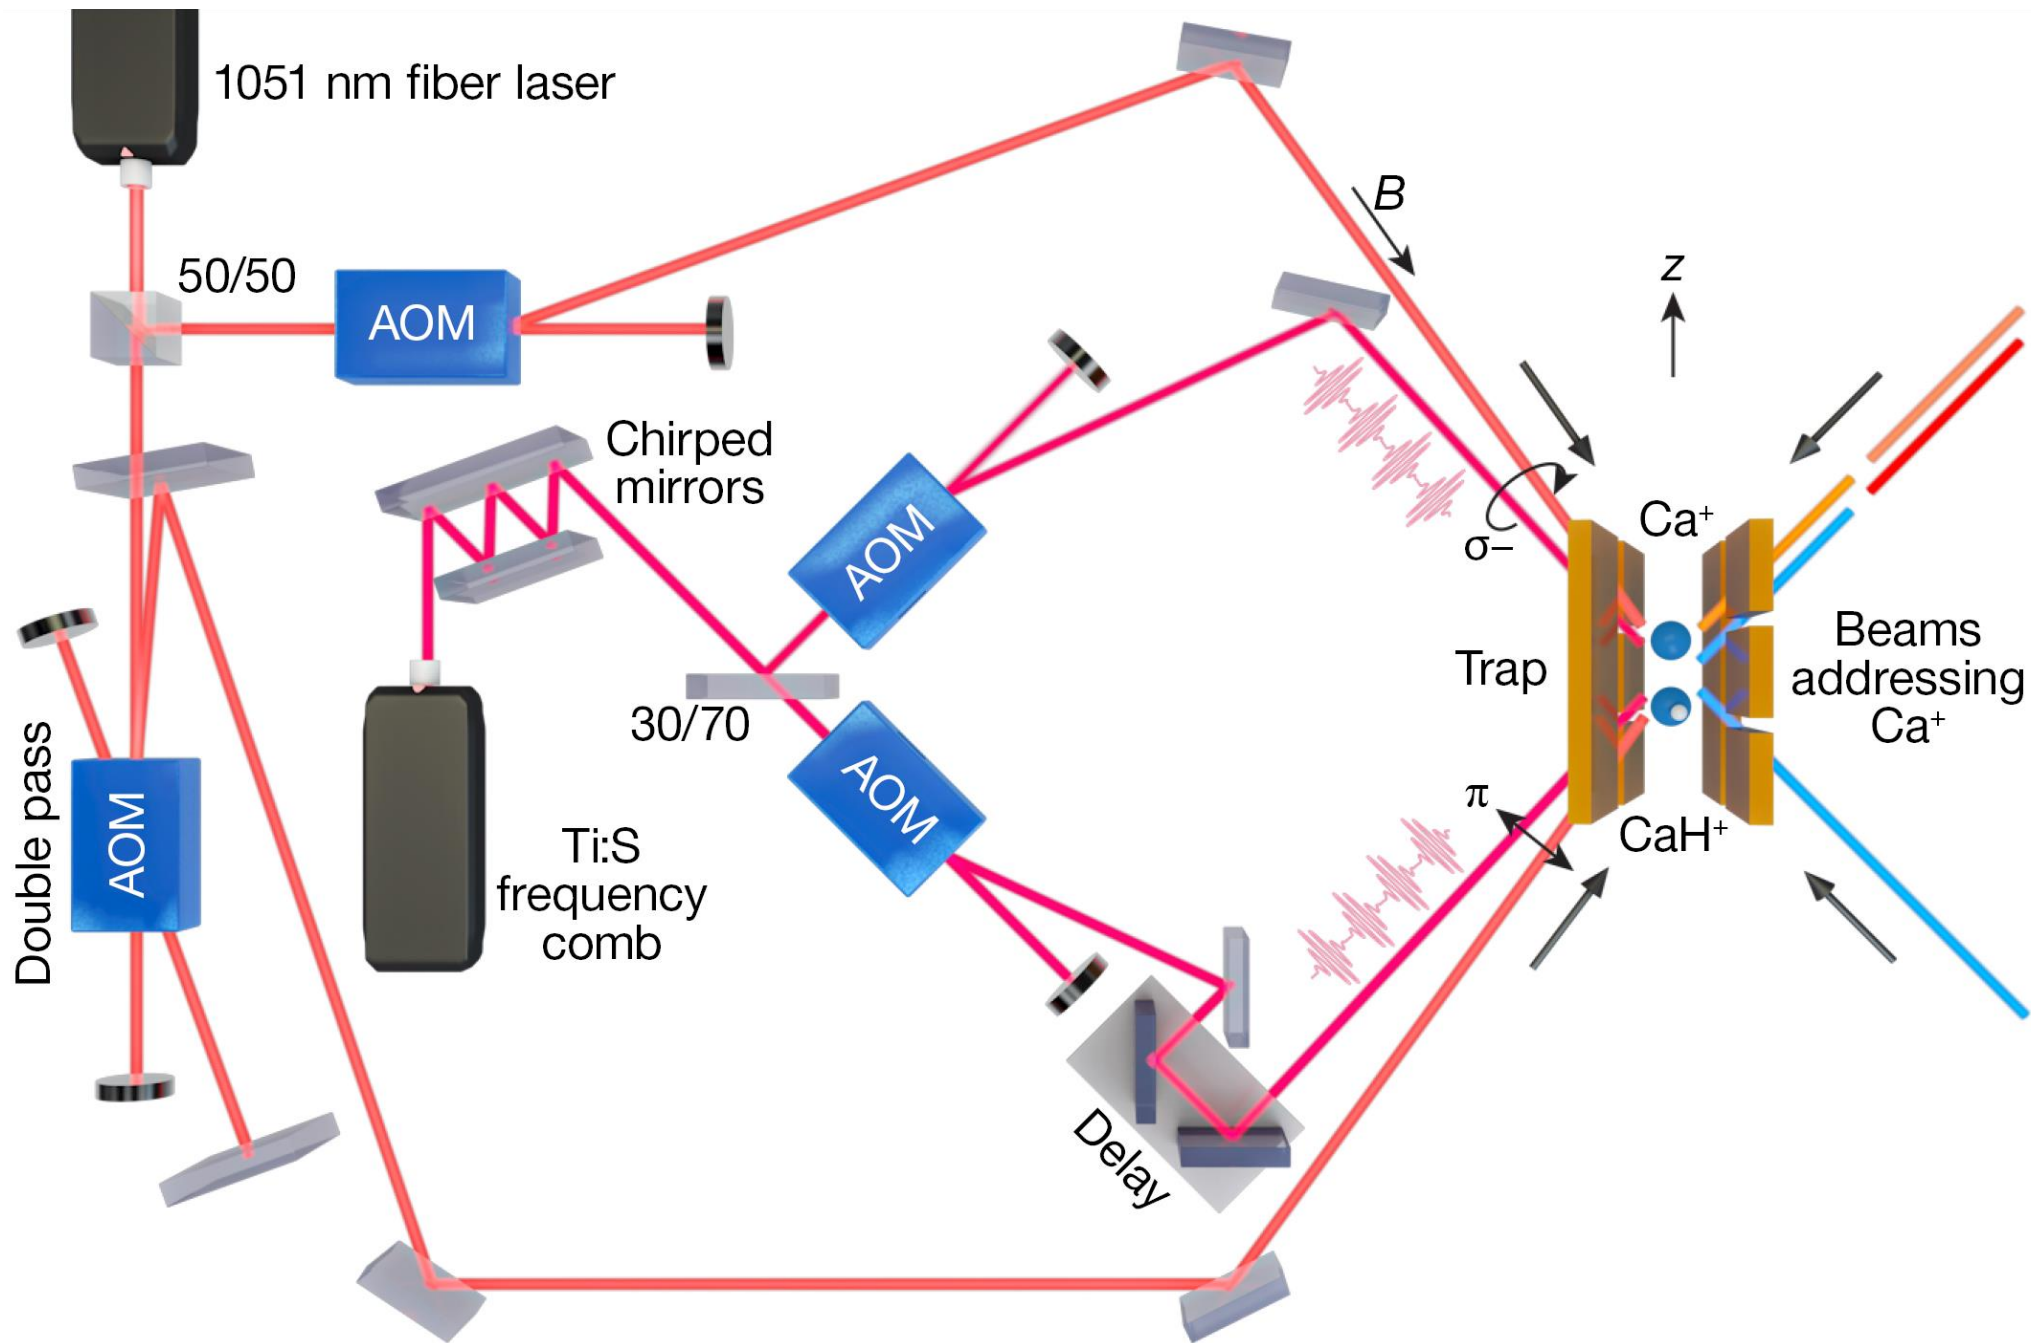 1051 nm fiber laser
50/50
AOM
B
z
Chirped
mirrors
AOM
σ–
Ca⁺
Trap
Beams
addressing
Ca⁺
30/70
Double pass
AOM
AOM
π
CaH⁺
Ti:S
frequency
comb
Delay